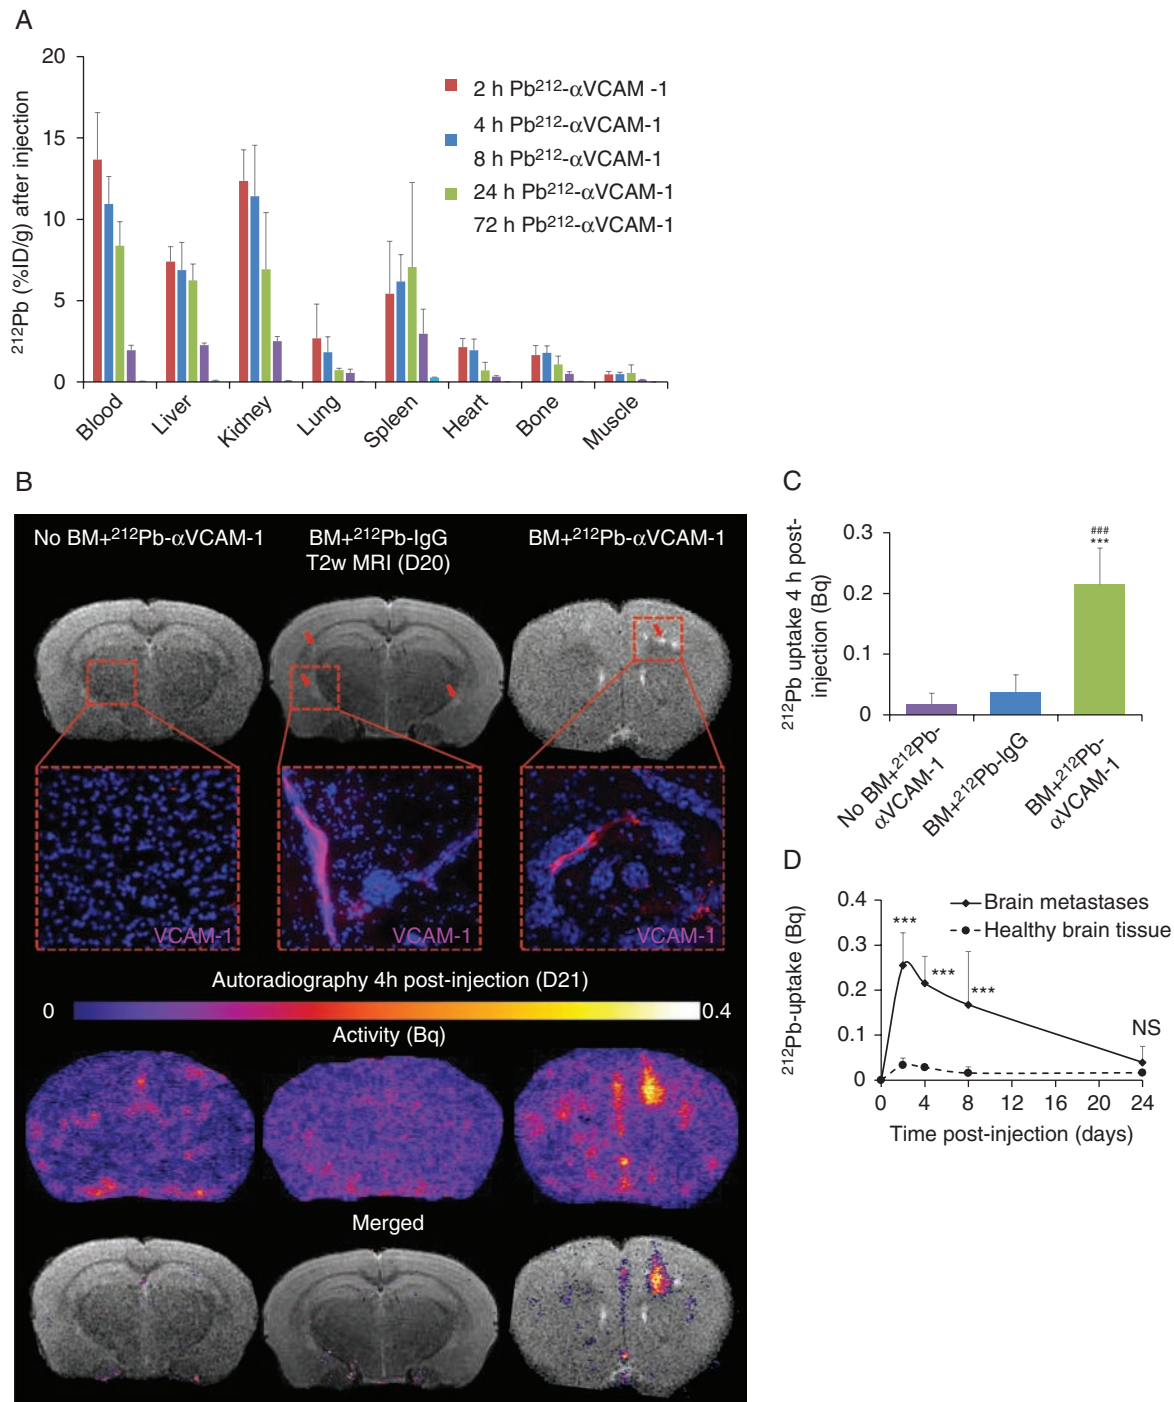 A
20
15
10
5
0
²¹²Pb (%ID/g) after injection
2 h Pb²¹²-αVCAM -1
4 h Pb²¹²-αVCAM-1
8 h Pb²¹²-αVCAM-1
24 h Pb²¹²-αVCAM-1
72 h Pb²¹²-αVCAM-1
Blood
Liver
Kidney
Lung
Spleen
Heart
Bone
Muscle
B
No BM+²¹²Pb-αVCAM-1
BM+²¹²Pb-IgG
T2w MRI (D20)
BM+²¹²Pb-αVCAM-1
VCAM-1
VCAM-1
VCAM-1
Autoradiography 4h post-injection (D21)
0
0.4
Activity (Bq)
Merged
C
²¹²Pb uptake 4 h post-
injection (Bq)
0.3
0.2
0.1
0
###
***
No BM+²¹²Pb-
αVCAM-1
BM+²¹²Pb-IgG
BM+²¹²Pb-
αVCAM-1
D
²¹²Pb-uptake (Bq)
0.4
0.3
0.2
0.1
0
Brain metastases
Healthy brain tissue
***
***
***
NS
0 4 8 12 16 20 24
Time post-injection (days)